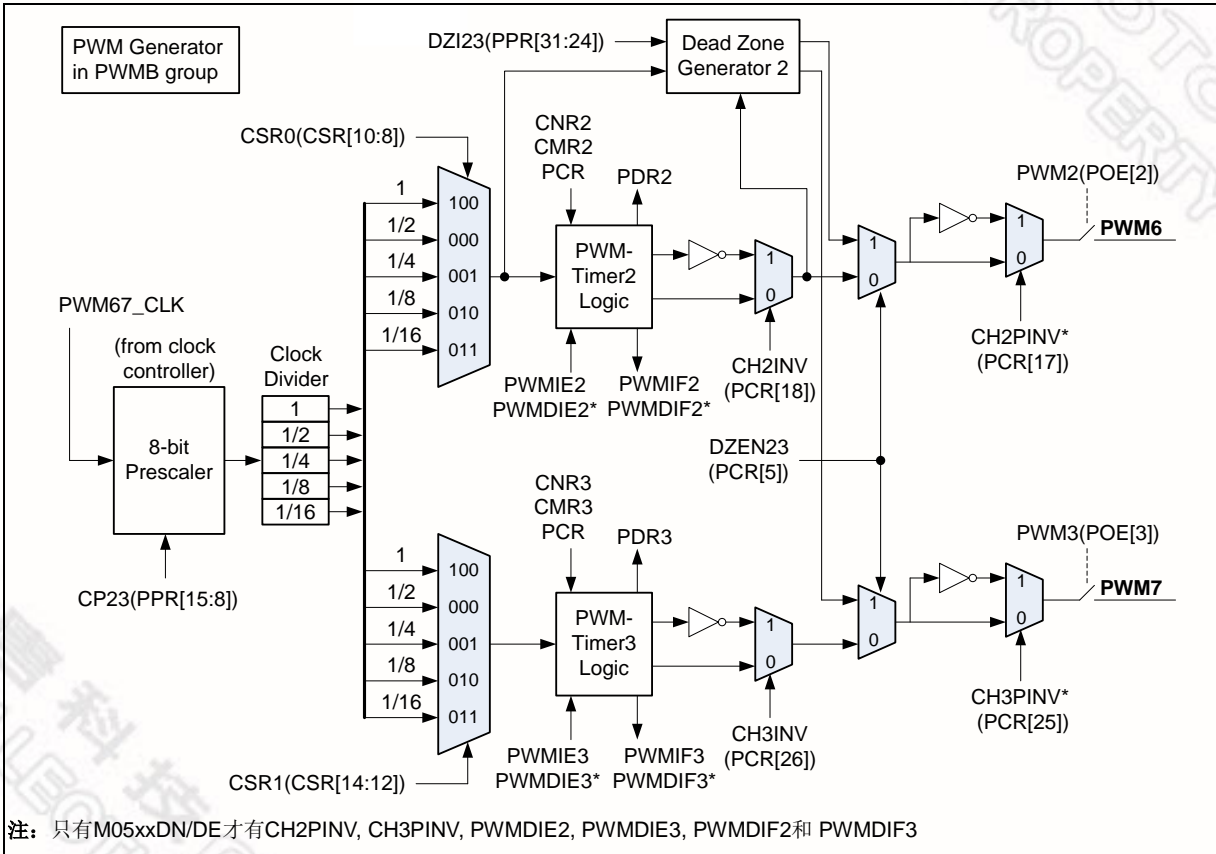 PWM Generator
in PWMB group
DZI23(PPR[31:24])
Dead Zone
Generator 2
CSR0(CSR[10:8])
CNR2
CMR2
PCR
PDR2
PWM2(POE[2])
1
1/2
1/4
1/8
1/16
100
000
001
010
011
PWM-
Timer2
Logic
1
0
1
0
1
0
PWM6
PWM67_CLK
(from clock
controller)
Clock
Divider
PWMIE2
PWMDIE2*
PWMIF2
PWMDIF2*
CH2INV
(PCR[18])
CH2PINV*
(PCR[17])
8-bit
Prescaler
1
1/2
1/4
1/8
1/16
DZEN23
(PCR[5])
CNR3
CMR3
PCR
PDR3
PWM3(POE[3])
CP23(PPR[15:8])
1
1/2
1/4
1/8
1/16
100
000
001
010
011
PWM-
Timer3
Logic
1
0
1
0
1
0
PWM7
CSR1(CSR[14:12])
PWMIE3
PWMDIE3*
PWMIF3
PWMDIF3*
CH3INV
(PCR[26])
CH3PINV*
(PCR[25])
注：只有M05xxDN/DE才有CH2PINV, CH3PINV, PWMDIE2, PWMDIE3, PWMDIF2和 PWMDIF3